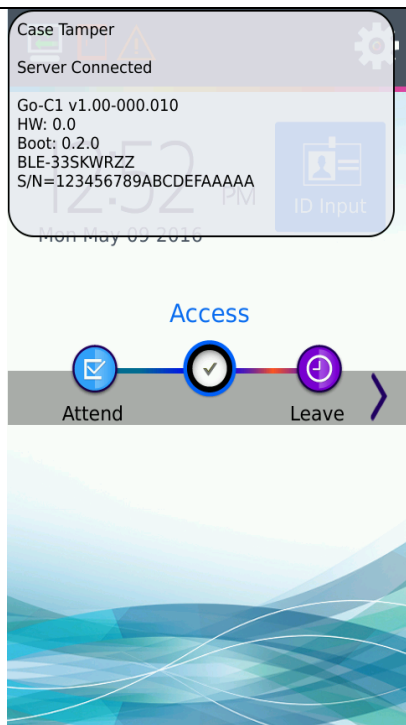 Case Tamper
Server Connected
Go-C1 v1.00-000.010
HW: 0.0
Boot: 0.2.0
BLE-33SKWRZZ
S/N=123456789ABCDEFAAAAA
12:52 PM
ID Input
Mon May 09 2016
Access
Attend
Leave